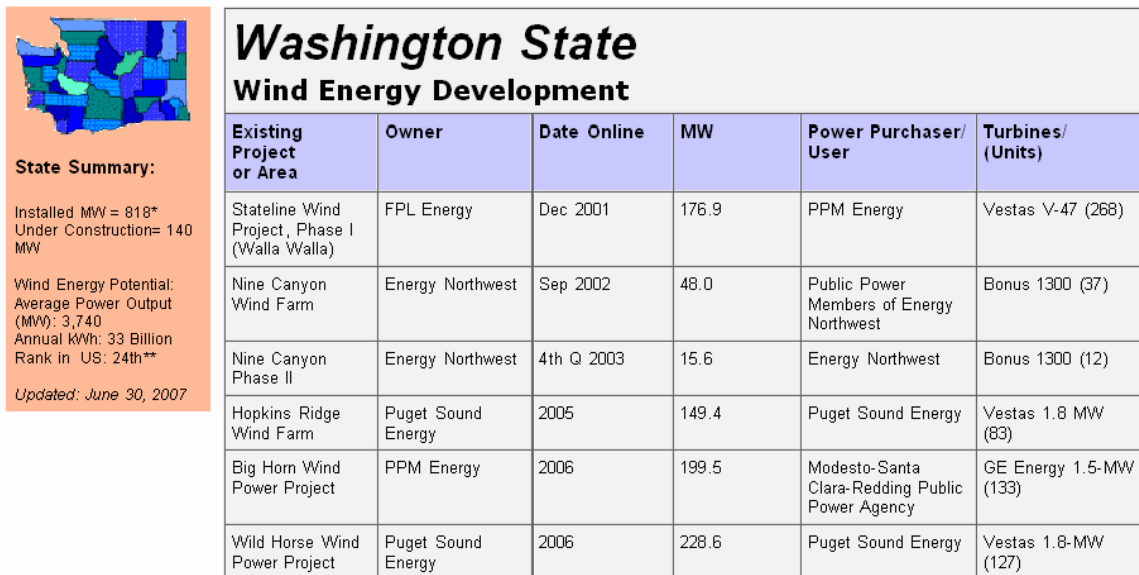 State Summary:
Installed MW = 818*
Under Construction= 140
MW
Wind Energy Potential:
Average Power Output
(MW): 3,740
Annual kWh: 33 Billion
Rank in US: 24th**
Updated: June 30, 2007
Washington State
Wind Energy Development
Existing Project or Area Owner Date Online MW Power Purchaser/ User Turbines/ (Units)
Stateline Wind Project, Phase I (Walla Walla) FPL Energy Dec 2001 176.9 PPM Energy Vestas V-47 (268)
Nine Canyon Wind Farm Energy Northwest Sep 2002 48.0 Public Power Members of Energy Northwest Bonus 1300 (37)
Nine Canyon Phase II Energy Northwest 4th Q 2003 15.6 Energy Northwest Bonus 1300 (12)
Hopkins Ridge Wind Farm Puget Sound Energy 2005 149.4 Puget Sound Energy Vestas 1.8 MW (83)
Big Horn Wind Power Project PPM Energy 2006 199.5 Modesto-Santa Clara-Redding Public Power Agency GE Energy 1.5-MW (133)
Wild Horse Wind Power Project Puget Sound Energy 2006 228.6 Puget Sound Energy Vestas 1.8-MW (127)